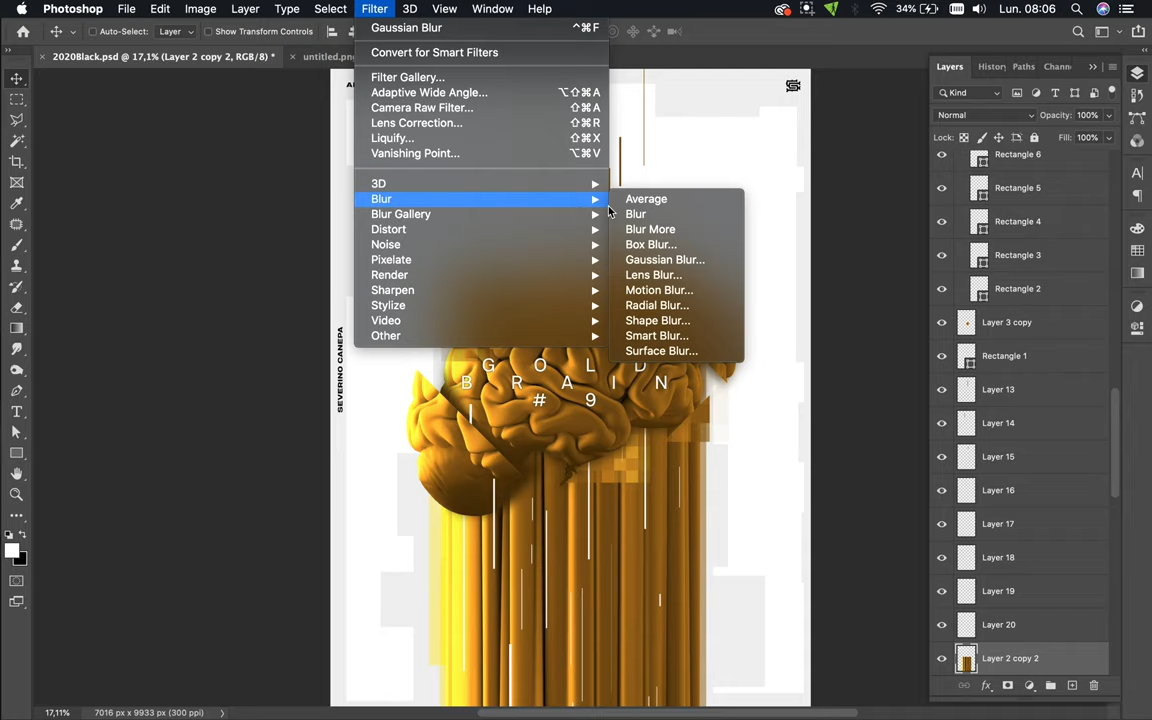 Photoshop File Edit Image Layer Type Select Filter 3D View Window Help 34% Lun. 08:06
Auto-Select: Layer Show Transform Controls
2020Black.psd @ 17,1% (Layer 2 copy 2, RGB/8) * untitled.png
Gaussian Blur ^⌘F
Convert for Smart Filters
Filter Gallery...
Adaptive Wide Angle... ⌥⇧⌘A
Camera Raw Filter... ⇧⌘A
Lens Correction... ⇧⌘R
Liquify... ⇧⌘X
Vanishing Point... ⌥⌘V
3D
Blur
Blur Gallery
Distort
Noise
Pixelate
Render
Sharpen
Stylize
Video
Other
Average
Blur
Blur More
Box Blur...
Gaussian Blur...
Lens Blur...
Motion Blur...
Radial Blur...
Shape Blur...
Smart Blur...
Surface Blur...
SEVERINO CANEPA
G O L D
B R A I N
# 9
Layers History Paths Chann
Kind
Normal Opacity: 100%
Lock: Fill: 100%
Rectangle 6
Rectangle 5
Rectangle 4
Rectangle 3
Rectangle 2
Layer 3 copy
Rectangle 1
Layer 13
Layer 14
Layer 15
Layer 16
Layer 17
Layer 18
Layer 19
Layer 20
Layer 2 copy 2
17,11% 7016 px x 9933 px (300 ppi)